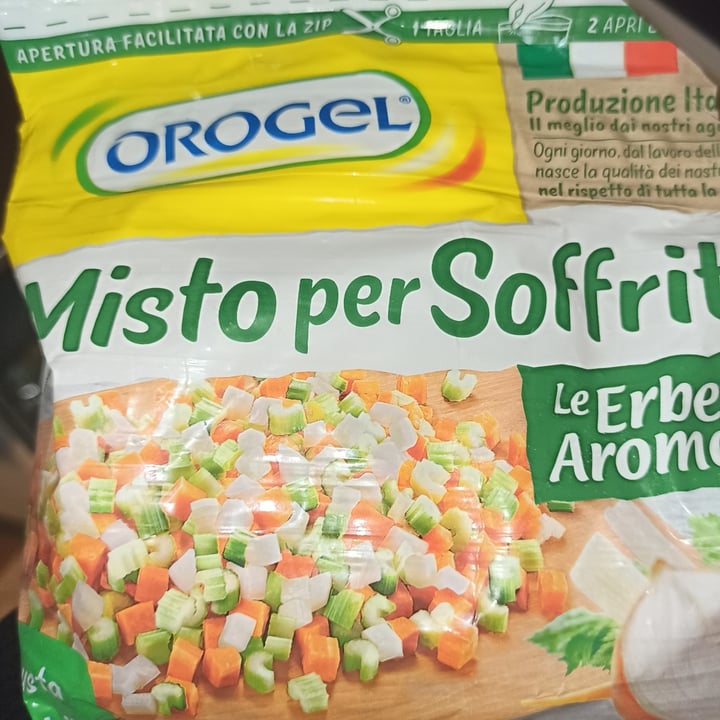 APERTURA FACILITATA CON LA ZIP
1 TAGLIA
2 APRI
OROGEL®
Produzione Ita
Il meglio dai nostri ag
Ogni giorno, dal lavoro dell
nasce la qualità dei nost
nel rispetto di tutta la
Misto per Soffrit
Le Erbe
Aroma